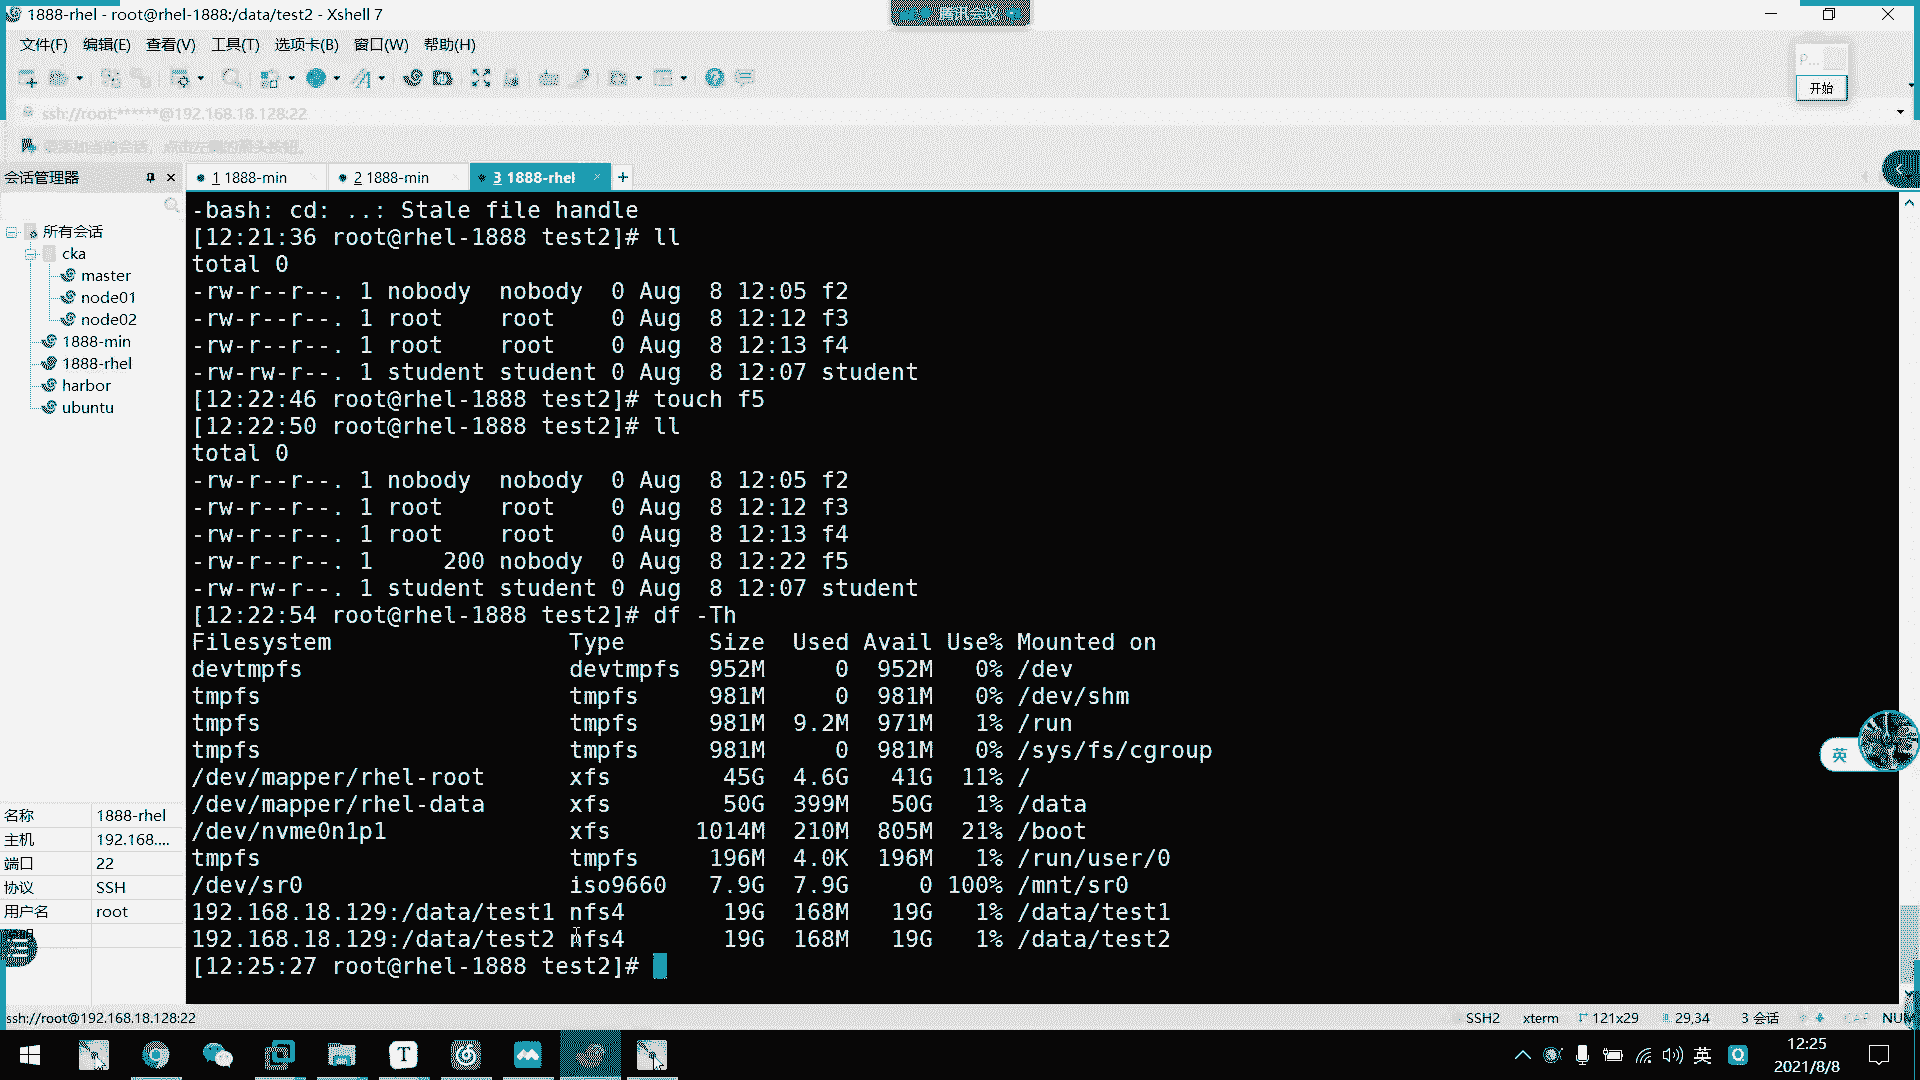 1888-rhel - root@rhel-1888:/data/test2 - Xshell 7
腾讯会议
文件(F) 编辑(E) 查看(V) 工具(T) 选项卡(B) 窗口(W) 帮助(H)
P...
开始
ssh://root:******@192.168.18.128:22
会话管理器
1 1888-min
2 1888-min
3 1888-rhel
所有会话
cka
master
node01
node02
1888-min
1888-rhel
harbor
ubuntu
-bash: cd: ..: Stale file handle
[12:21:36 root@rhel-1888 test2]# ll
total 0
-rw-r--r--. 1 nobody  nobody  0 Aug  8 12:05 f2
-rw-r--r--. 1 root    root    0 Aug  8 12:12 f3
-rw-r--r--. 1 root    root    0 Aug  8 12:13 f4
-rw-rw-r--. 1 student student 0 Aug  8 12:07 student
[12:22:46 root@rhel-1888 test2]# touch f5
[12:22:50 root@rhel-1888 test2]# ll
total 0
-rw-r--r--. 1 nobody  nobody  0 Aug  8 12:05 f2
-rw-r--r--. 1 root    root    0 Aug  8 12:12 f3
-rw-r--r--. 1 root    root    0 Aug  8 12:13 f4
-rw-r--r--. 1     200 nobody  0 Aug  8 12:22 f5
-rw-rw-r--. 1 student student 0 Aug  8 12:07 student
[12:22:54 root@rhel-1888 test2]# df -Th
Filesystem                 Type      Size  Used Avail Use% Mounted on
devtmpfs                   devtmpfs  952M     0  952M   0% /dev
tmpfs                      tmpfs     981M     0  981M   0% /dev/shm
tmpfs                      tmpfs     981M  9.2M  971M   1% /run
tmpfs                      tmpfs     981M     0  981M   0% /sys/fs/cgroup
/dev/mapper/rhel-root      xfs        45G  4.6G   41G  11% /
/dev/mapper/rhel-data      xfs        50G  399M   50G   1% /data
/dev/nvme0n1p1             xfs      1014M  210M  805M  21% /boot
tmpfs                      tmpfs     196M  4.0K  196M   1% /run/user/0
/dev/sr0                   iso9660   7.9G  7.9G     0 100% /mnt/sr0
192.168.18.129:/data/test1 nfs4       19G  168M   19G   1% /data/test1
192.168.18.129:/data/test2 nfs4       19G  168M   19G   1% /data/test2
[12:25:27 root@rhel-1888 test2]#
英
名称 1888-rhel
主机 192.168....
端口 22
协议 SSH
用户名 root
ssh://root@192.168.18.128:22
SSH2 xterm 121x29 29,34 3 会话 NUM
英
12:25
2021/8/8